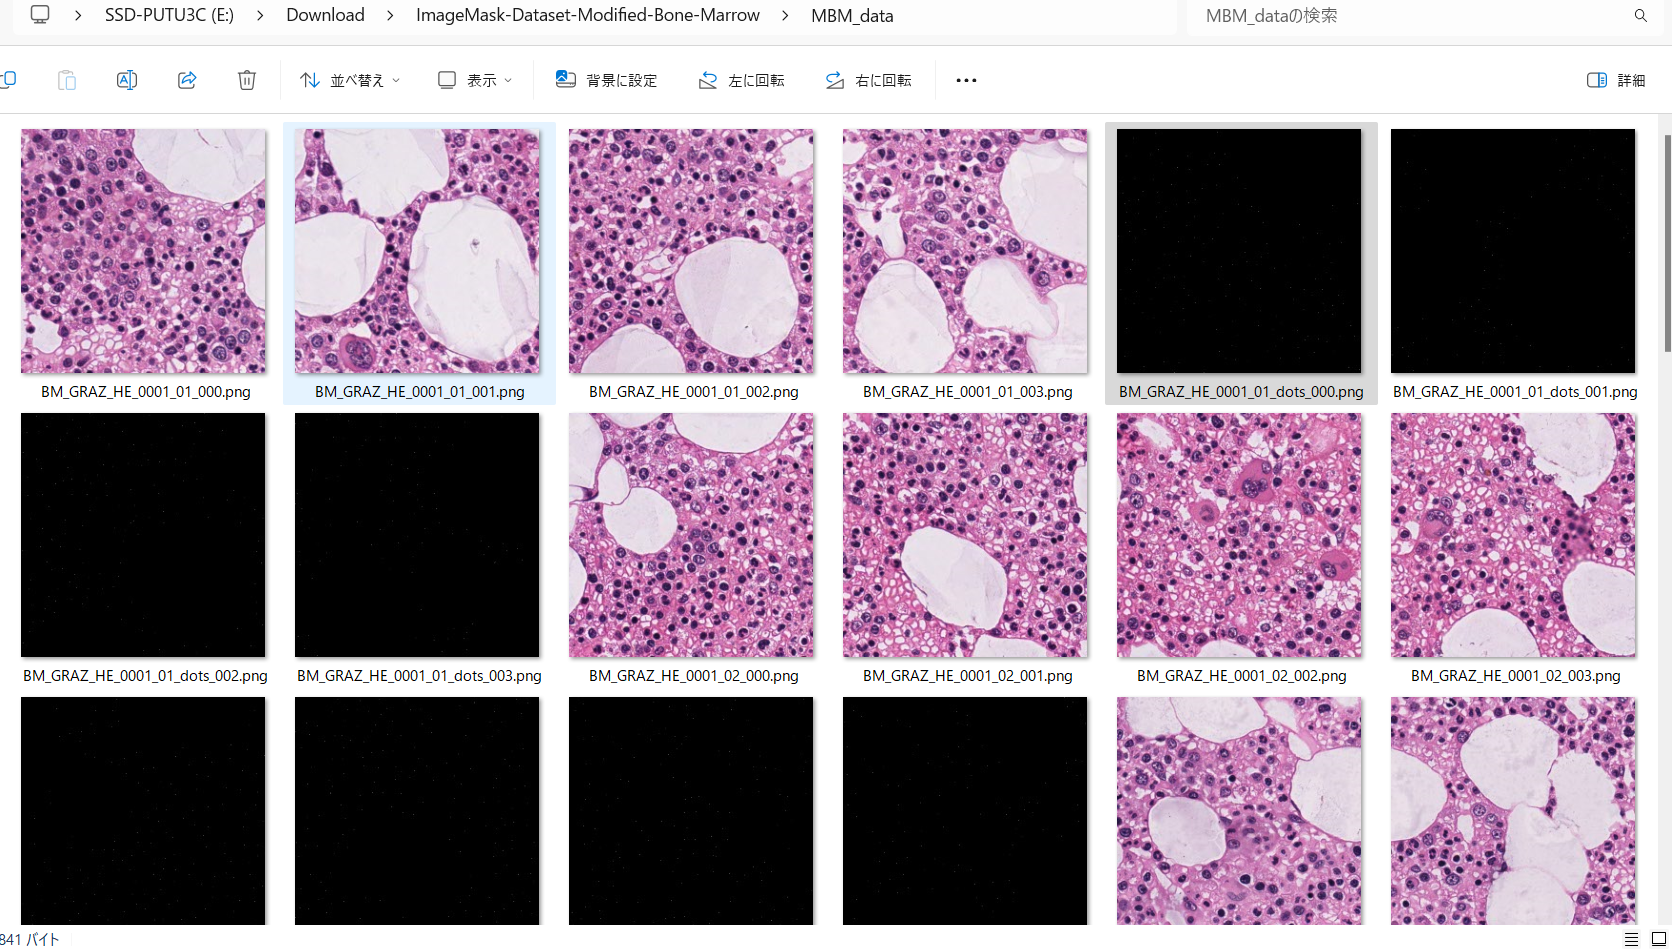 SSD-PUTU3C (E:) > Download > ImageMask-Dataset-Modified-Bone-Marrow > MBM_data
MBM_dataの検索
並べ替え 表示 背景に設定 左に回転 右に回転 ••• 詳細
BM_GRAZ_HE_0001_01_000.png
BM_GRAZ_HE_0001_01_001.png
BM_GRAZ_HE_0001_01_002.png
BM_GRAZ_HE_0001_01_003.png
BM_GRAZ_HE_0001_01_dots_000.png
BM_GRAZ_HE_0001_01_dots_001.png
BM_GRAZ_HE_0001_01_dots_002.png
BM_GRAZ_HE_0001_01_dots_003.png
BM_GRAZ_HE_0001_02_000.png
BM_GRAZ_HE_0001_02_001.png
BM_GRAZ_HE_0001_02_002.png
BM_GRAZ_HE_0001_02_003.png
841 バイト